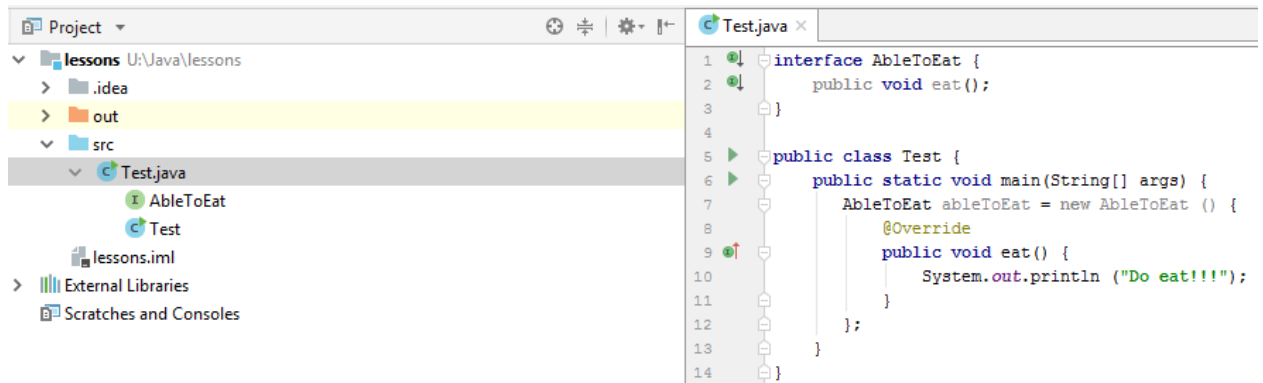 Project
lessons U:\Java\lessons
.idea
out
src
Test.java
AbleToEat
Test
lessons.iml
External Libraries
Scratches and Consoles
Test.java
1 interface AbleToEat {
2     public void eat();
3 }
4
5 public class Test {
6     public static void main(String[] args) {
7        AbleToEat ableToEat = new AbleToEat () {
8            @Override
9            public void eat() {
10                System.out.println ("Do eat!!!");
11            }
12        };
13     }
14 }